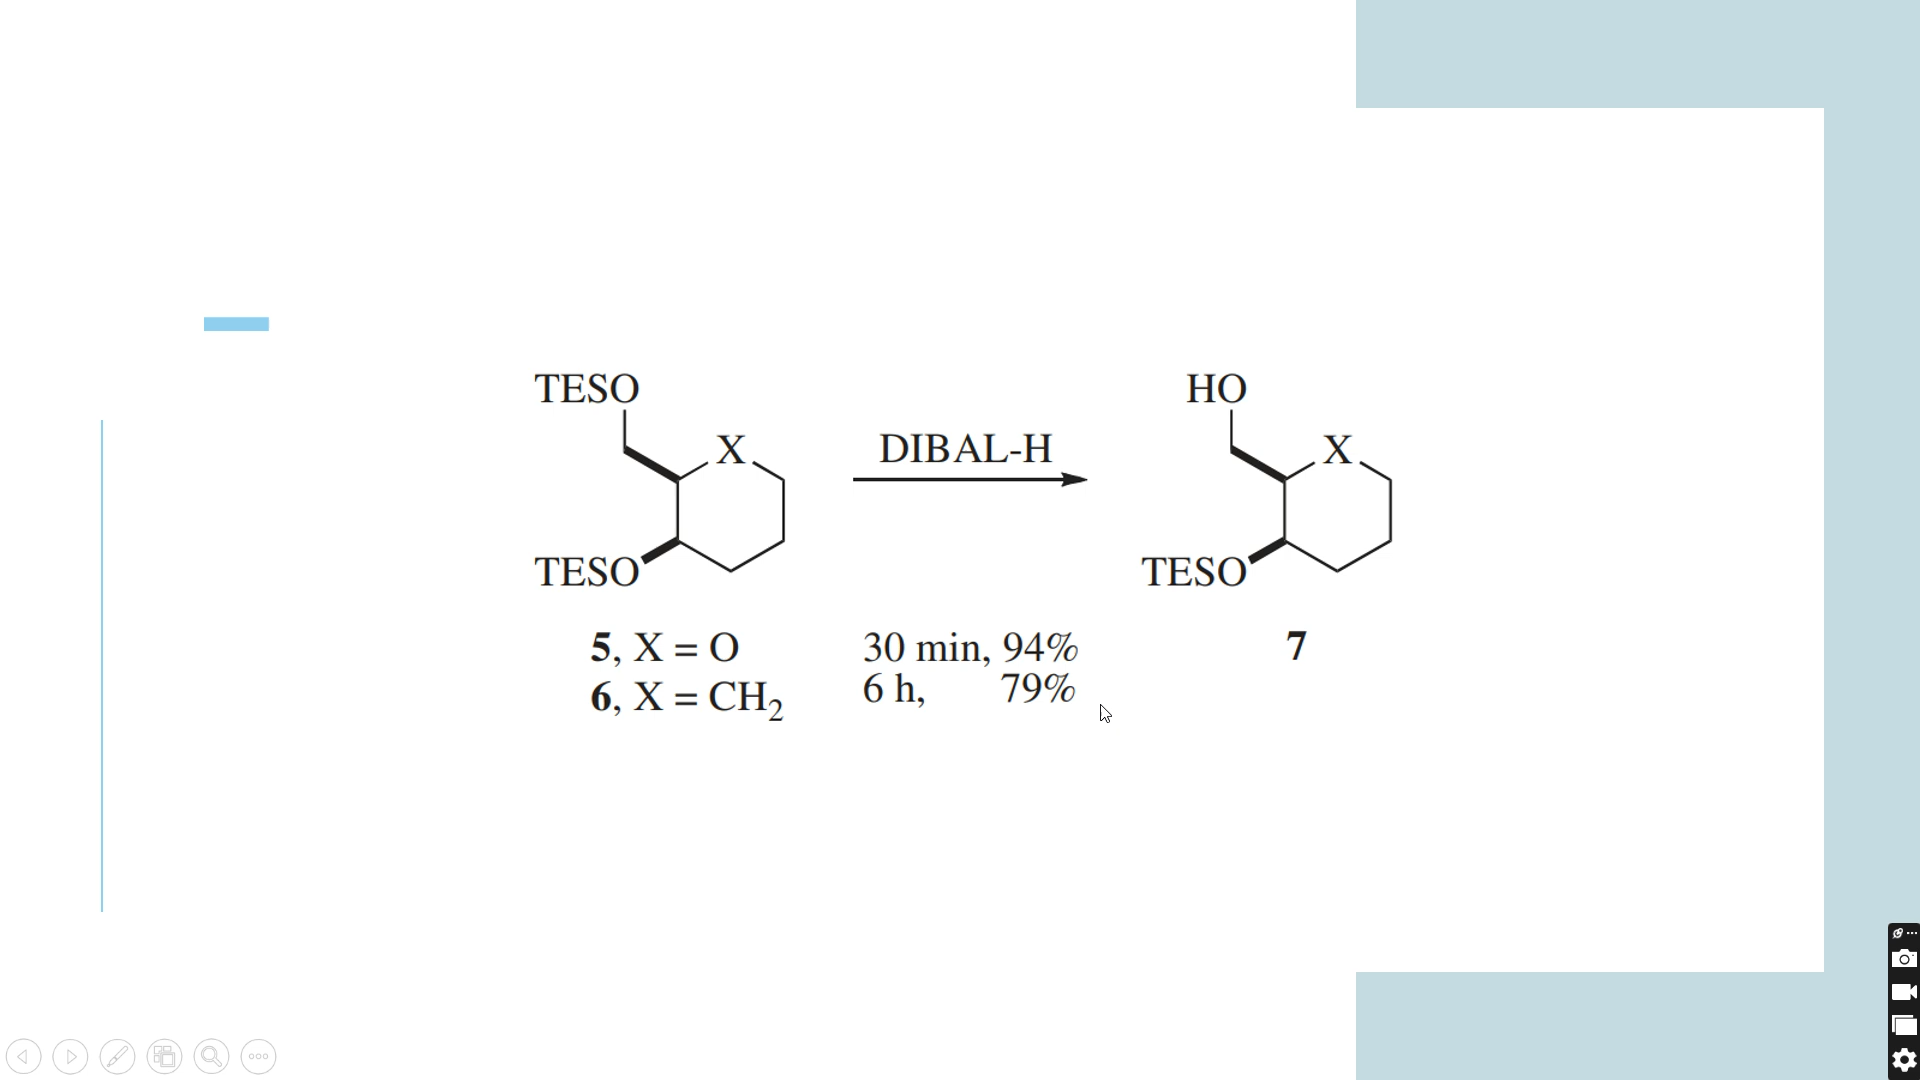 TESO
X
TESO
DIBAL-H
HO
X
TESO
5, X = O
6, X = CH₂
30 min, 94%
6 h, 79%
7